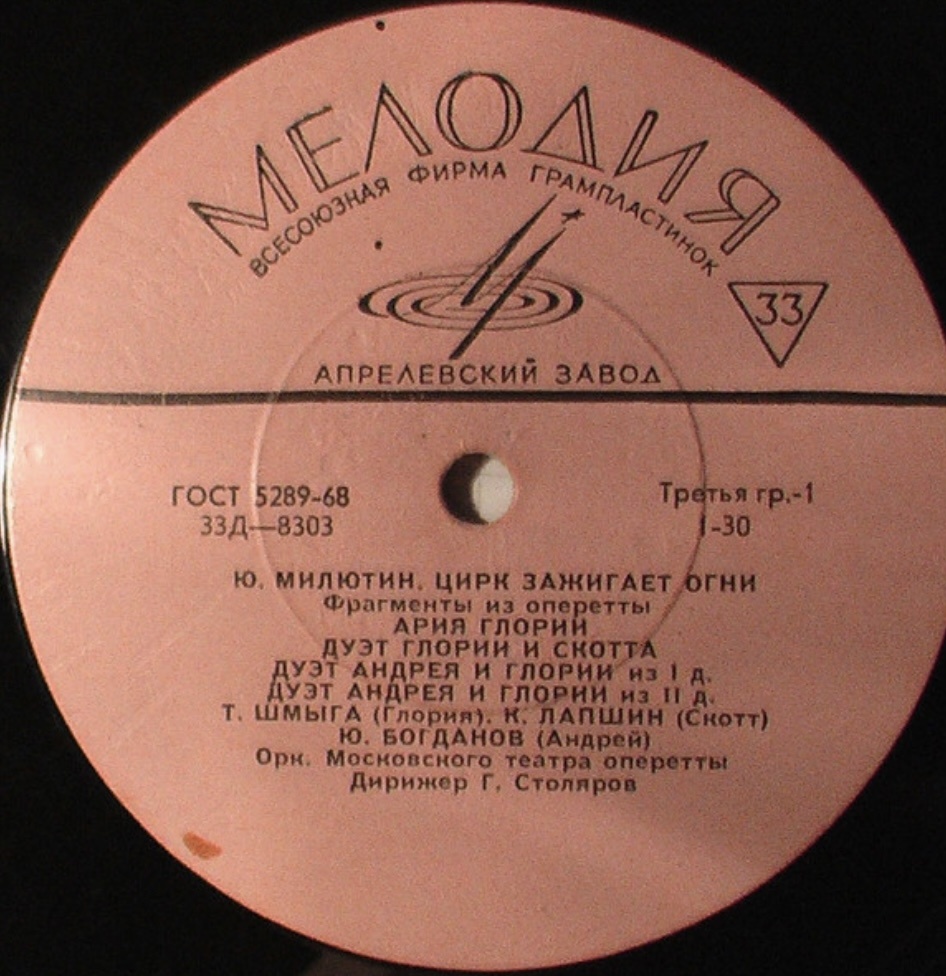 МЕЛОДИЯ
ВСЕСОЮЗНАЯ ФИРМА ГРАМПЛАСТИНОК
33
АПРЕЛЕВСКИЙ ЗАВОД
ГОСТ 5289-68
33Д—8303
Третья гр.-1
1-30
Ю. МИЛЮТИН. ЦИРК ЗАЖИГАЕТ ОГНИ
Фрагменты из оперетты
АРИЯ ГЛОРИИ
ДУЭТ ГЛОРИИ И СКОТТА
ДУЭТ АНДРЕЯ И ГЛОРИИ из I д.
ДУЭТ АНДРЕЯ И ГЛОРИИ из II д.
Т. ШМЫГА (Глория). К. ЛАПШИН (Скотт)
Ю. БОГДАНОВ (Андрей)
Орк. Московского театра оперетты
Дирижер Г. Столяров